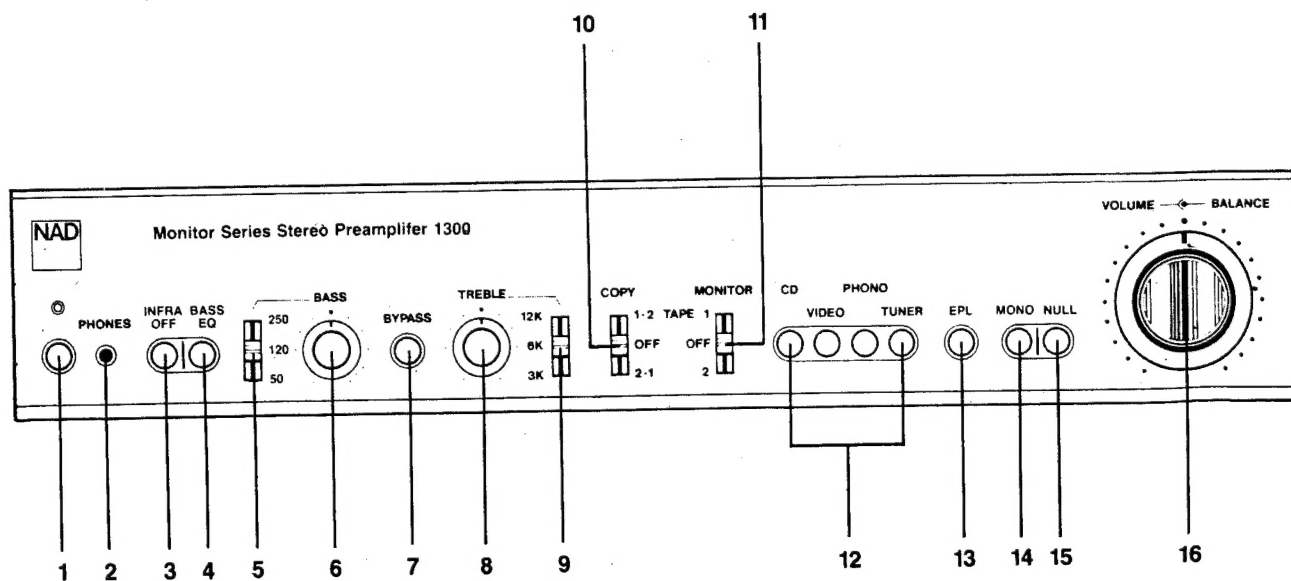 10 11
VOLUME BALANCE
NAD Monitor Series Stereo Preamplifer 1300
BASS TREBLE COPY MONITOR CD PHONO
PHONES INFRA OFF BASS EQ 250 BYPASS 12K 1-2 TAPE 1 VIDEO TUNER EPL MONO NULL
120 6K OFF OFF
50 3K 2-1 2
1 2 3 4 5 6 7 8 9 12 13 14 15 16